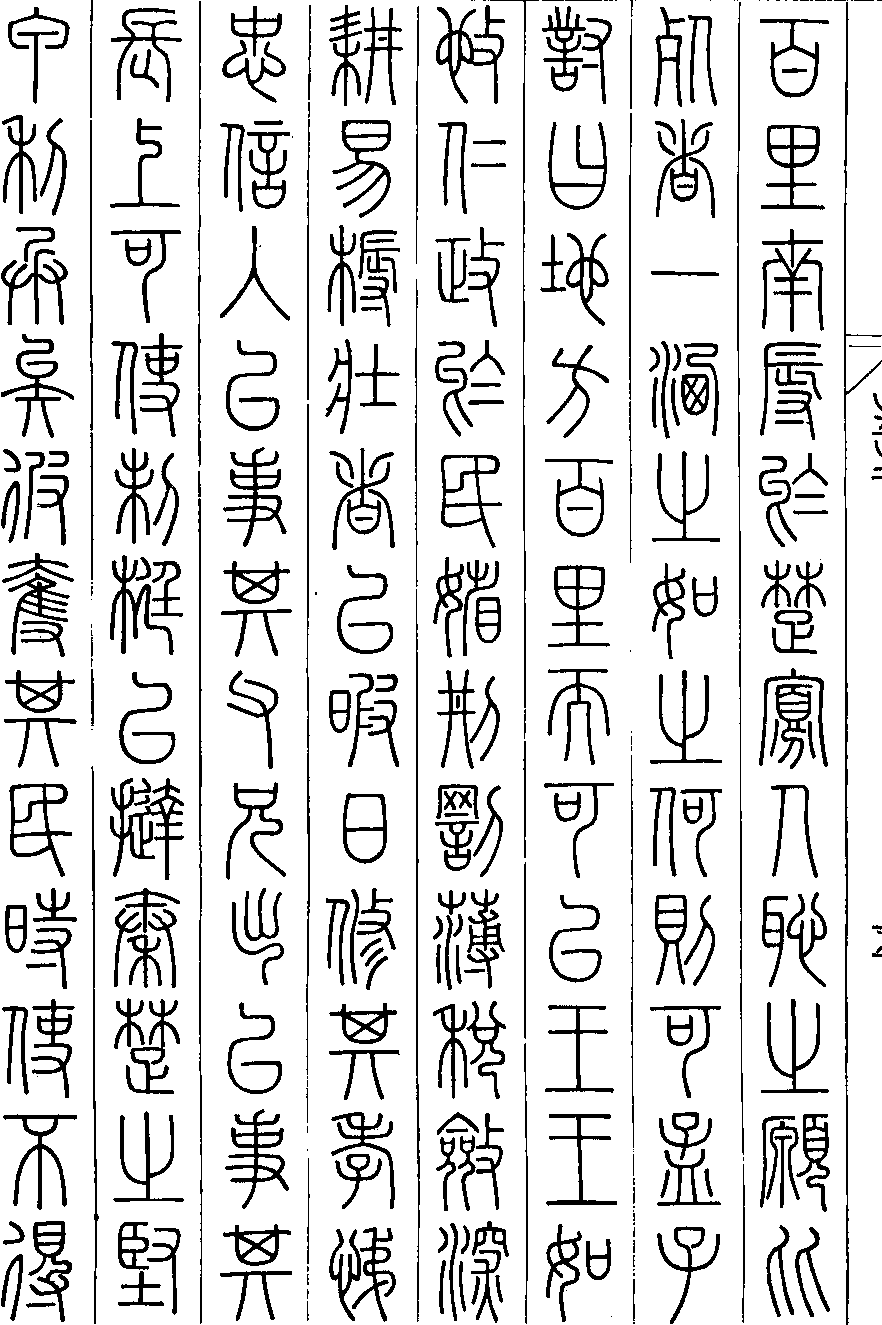 百里南辱於楚寡人恥之願比
死者一洒之如之何則可孟子
對曰地方百里而可以王王如
施仁政於民省刑罰薄稅斂深
耕易耨壯者以暇日修其孝悌
忠信入以事其父兄出以事其
長上可使制梃以撻秦楚之堅
甲利兵矣彼奪其民時使不得